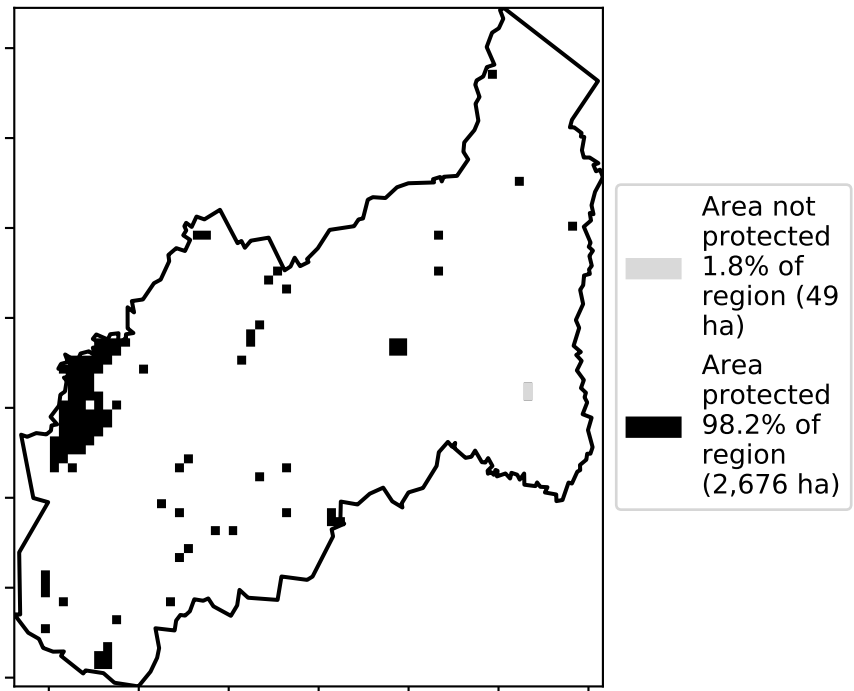 Area not
protected
1.8% of
region (49
ha)
Area
protected
98.2% of
region
(2,676 ha)